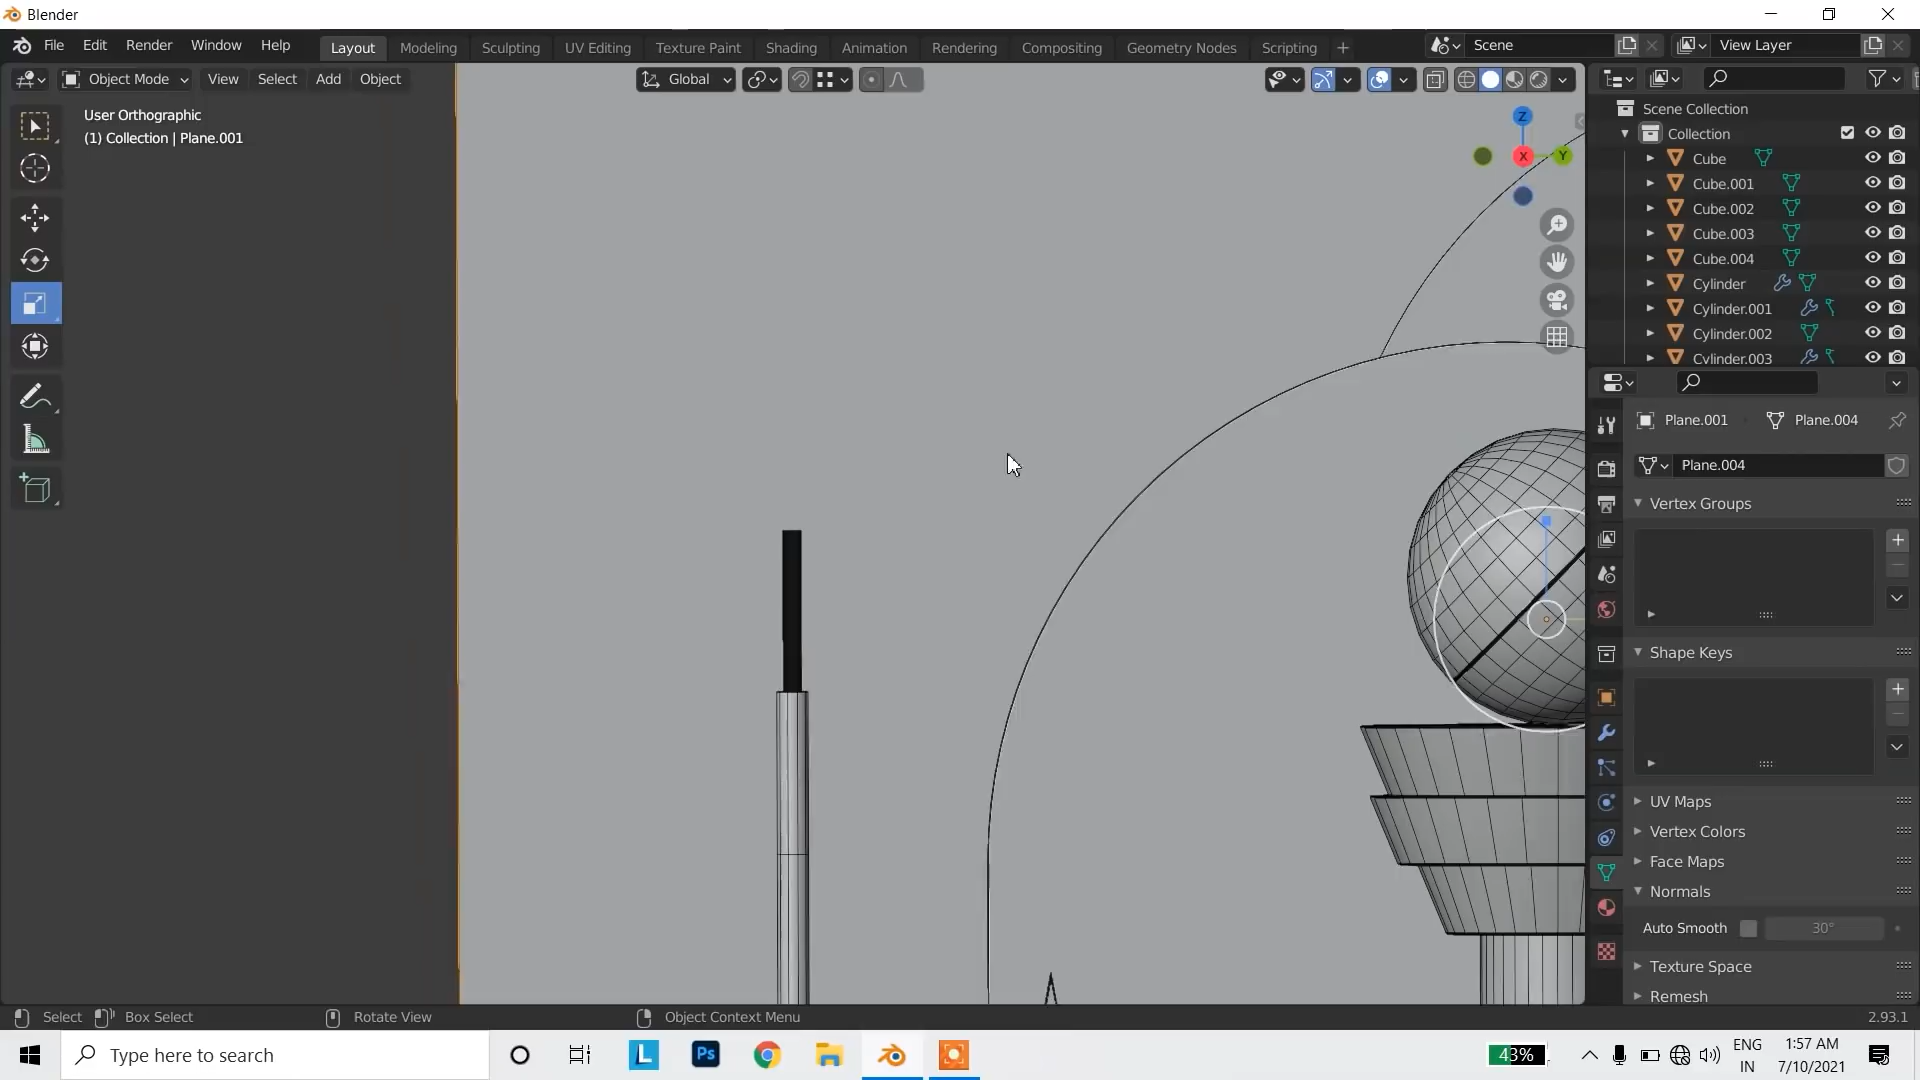 Blender
File Edit Render Window Help Layout Modeling Sculpting UV Editing Texture Paint Shading Animation Rendering Compositing Geometry Nodes Scripting + Scene View Layer
Object Mode View Select Add Object Global
User Orthographic
(1) Collection | Plane.001
Z
X
Y
Scene Collection
Collection
Cube
Cube.001
Cube.002
Cube.003
Cube.004
Cylinder
Cylinder.001
Cylinder.002
Cylinder.003
Plane.001 Plane.004
Plane.004
Vertex Groups
Shape Keys
UV Maps
Vertex Colors
Face Maps
Normals
Auto Smooth 30°
Texture Space
Remesh
Select Box Select Rotate View Object Context Menu 2.93.1
Type here to search
L
Ps
43%
ENG
IN
1:57 AM
7/10/2021